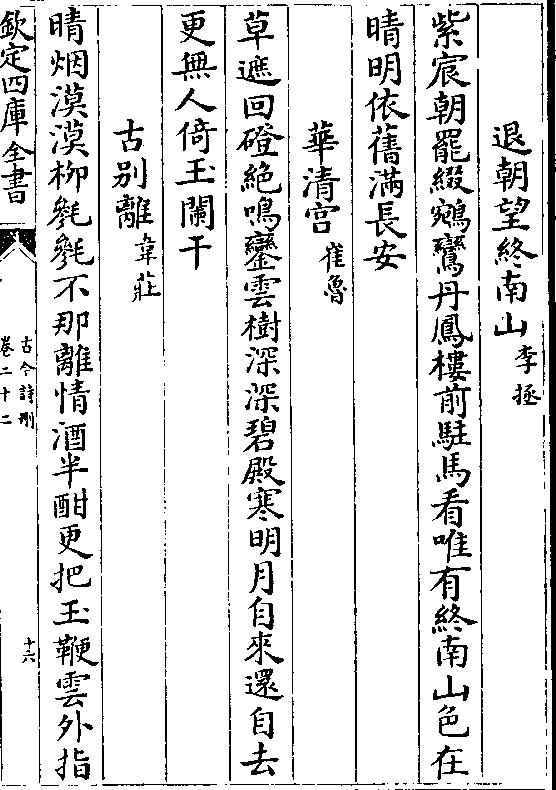 退朝望終南山李拯
紫宸朝罷綴鵷鸞丹鳳樓前駐馬看唯有終南山色在
晴明依舊滿長安
華清宫崔魯
草遮回磴絶鳴鑾雲樹深深碧殿寒明月自來還自去
更無人倚玉闌干
古别離韋莊
晴烟漠漠柳毿毿不那離情酒半酣更把玉鞭雲外指
欽定四庫全書
古今詩刪
卷二十二
十六